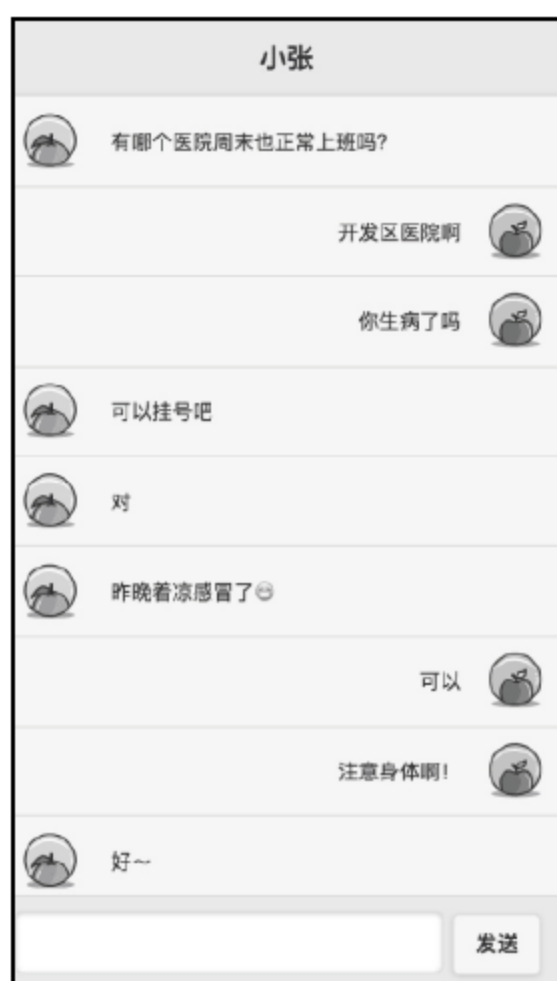 小张
有哪个医院周末也正常上班吗?
开发区医院啊
你生病了吗
可以挂号吧
对
昨晚着凉感冒了😄
可以
注意身体啊!
好～
发送